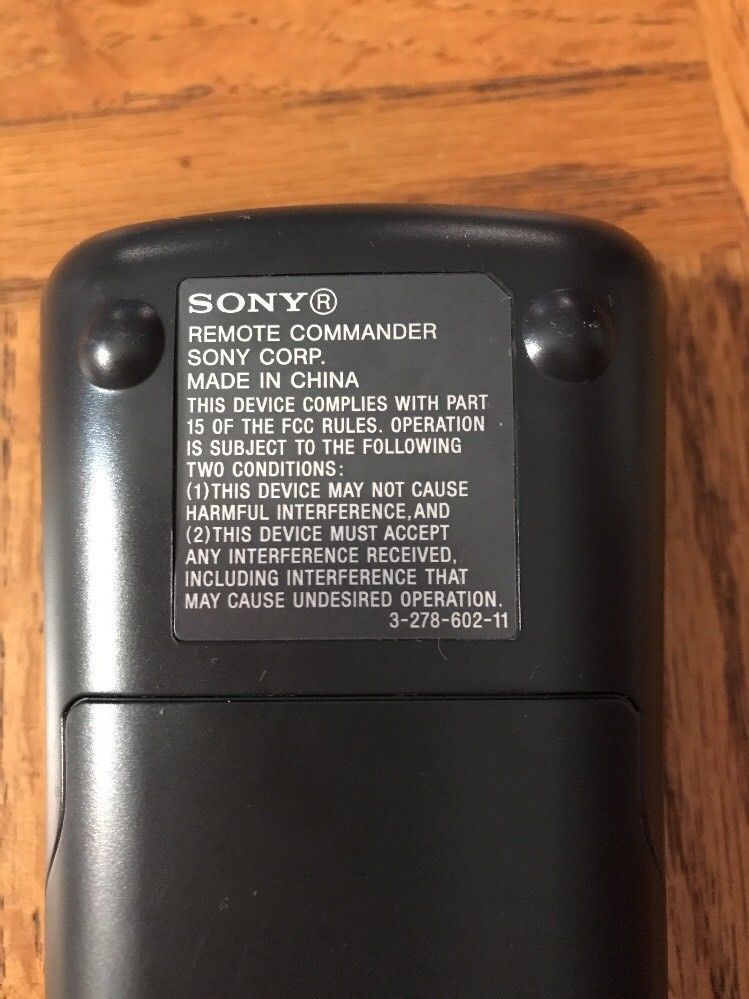 SONY®
REMOTE COMMANDER
SONY CORP.
MADE IN CHINA
THIS DEVICE COMPLIES WITH PART
15 OF THE FCC RULES. OPERATION
IS SUBJECT TO THE FOLLOWING
TWO CONDITIONS:
(1)THIS DEVICE MAY NOT CAUSE
HARMFUL INTERFERENCE,AND
(2)THIS DEVICE MUST ACCEPT
ANY INTERFERENCE RECEIVED,
INCLUDING INTERFERENCE THAT
MAY CAUSE UNDESIRED OPERATION.
3-278-602-11